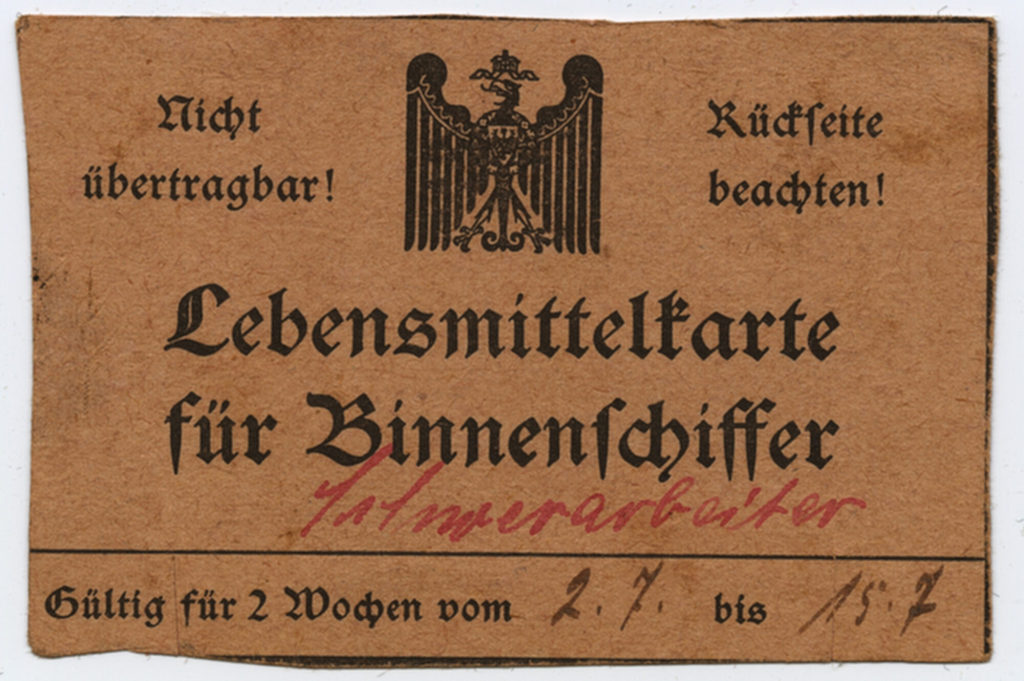 Nicht
übertragbar!
Rückseite
beachten!
Lebensmittelkarte
für Binnenschiffer
Schwerarbeiter
Gültig für 2 Wochen vom 2. 7. bis 15. 7